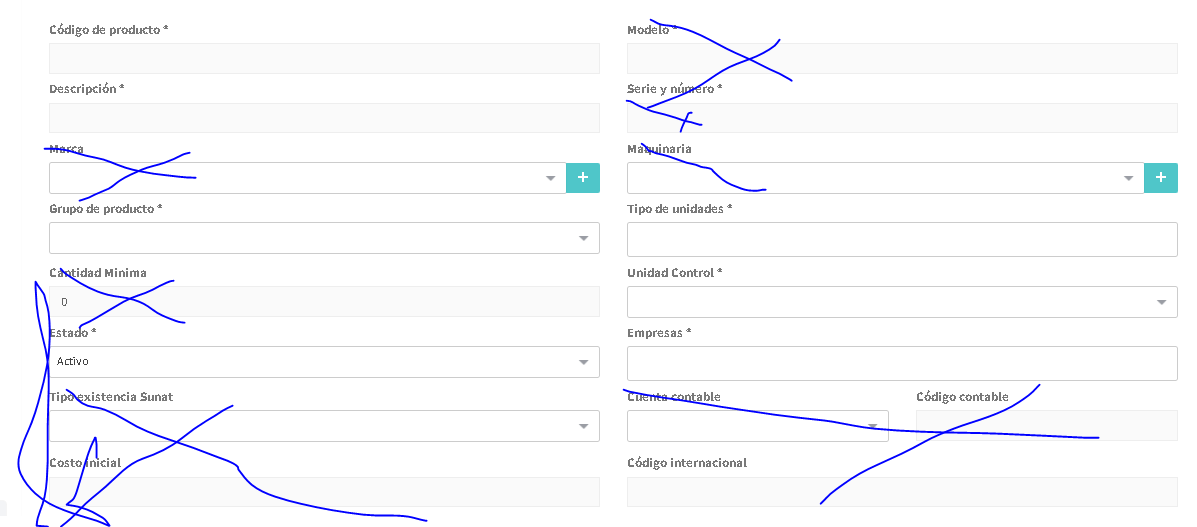 Código de producto *
Modelo *
Descripción *
Serie y número *
Marca
+
Maquinaria
+
Grupo de producto *
Tipo de unidades *
Cantidad Minima
0
Unidad Control *
Estado *
Activo
Empresas *
Tipo existencia Sunat
Cuenta contable
Código contable
Costo inicial
Código internacional